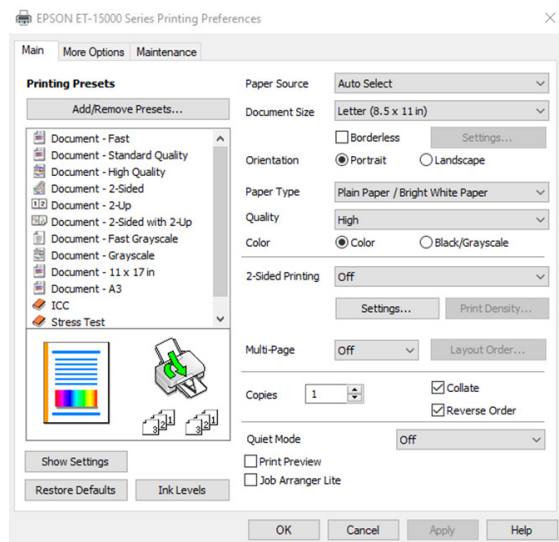 EPSON ET-15000 Series Printing Preferences
Main More Options Maintenance
Printing Presets
Add/Remove Presets...
Document - Fast
Document - Standard Quality
Document - High Quality
Document - 2-Sided
Document - 2-Up
Document - 2-Sided with 2-Up
Document - Fast Grayscale
Document - Grayscale
Document - 11 x 17 in
Document - A3
ICC
Stress Test
Show Settings
Restore Defaults Ink Levels
Paper Source Auto Select
Document Size Letter (8.5 x 11 in)
Borderless Settings...
Orientation Portrait Landscape
Paper Type Plain Paper / Bright White Paper
Quality High
Color Color Black/Grayscale
2-Sided Printing Off
Settings... Print Density...
Multi-Page Off Layout Order...
Copies 1 Collate
Reverse Order
Quiet Mode Off
Print Preview
Job Arranger Lite
OK Cancel Apply Help